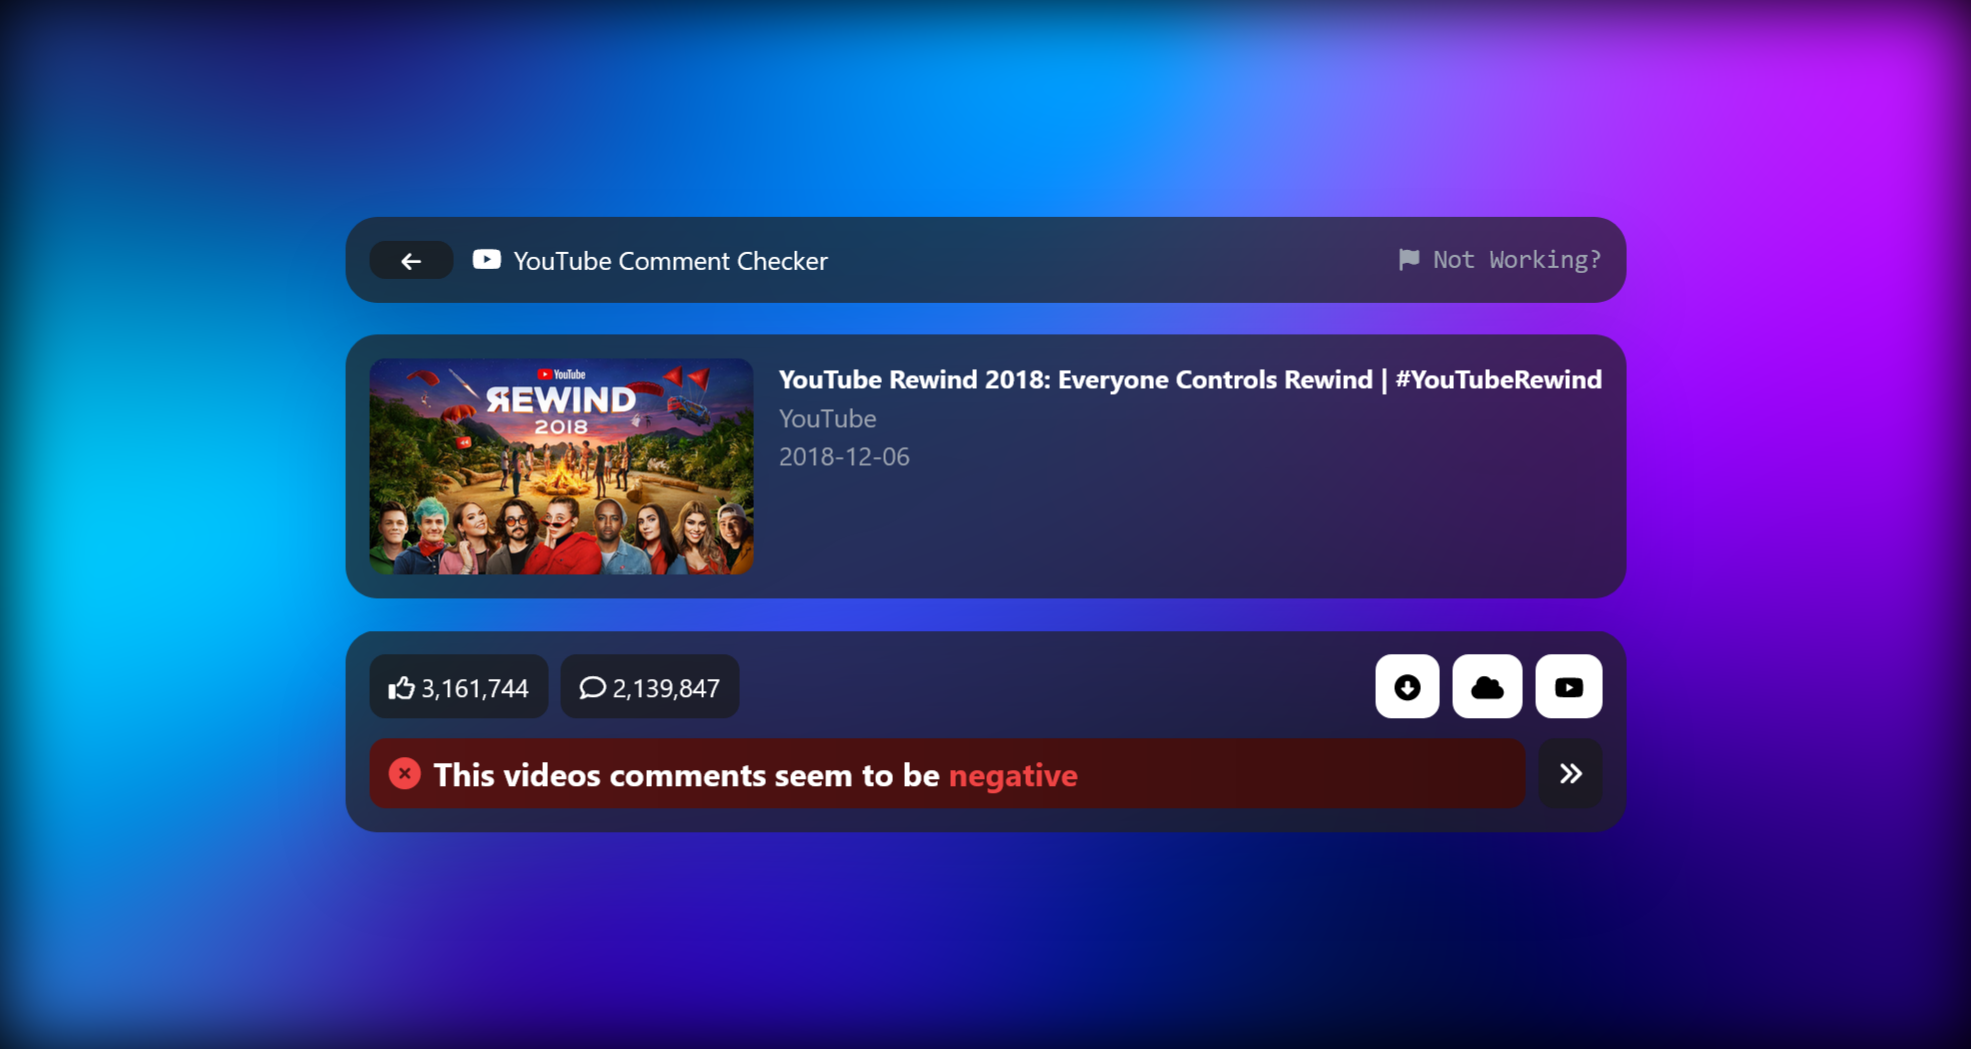 YouTube Comment Checker
Not Working?
YouTube
REWIND
2018
YouTube Rewind 2018: Everyone Controls Rewind | #YouTubeRewind
YouTube
2018-12-06
3,161,744
2,139,847
This videos comments seem to be negative